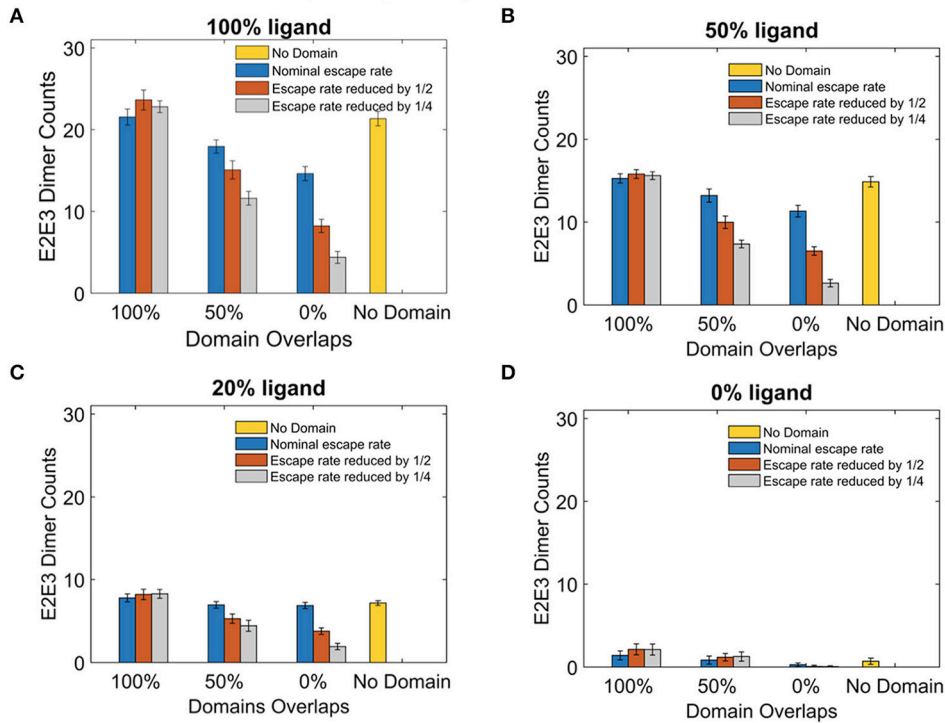 A
100% ligand
30
20
10
0
E2E3 Dimer Counts
No Domain
Nominal escape rate
Escape rate reduced by 1/2
Escape rate reduced by 1/4
100% 50% 0% No Domain
Domain Overlaps
B
50% ligand
30
20
10
0
E2E3 Dimer Counts
No Domain
Nominal escape rate
Escape rate reduced by 1/2
Escape rate reduced by 1/4
100% 50% 0% No Domain
Domain Overlaps
C
20% ligand
30
20
10
0
E2E3 Dimer Counts
No Domain
Nominal escape rate
Escape rate reduced by 1/2
Escape rate reduced by 1/4
100% 50% 0% No Domain
Domains Overlaps
D
0% ligand
30
20
10
0
E2E3 Dimer Counts
No Domain
Nominal escape rate
Escape rate reduced by 1/2
Escape rate reduced by 1/4
100% 50% 0% No Domain
Domain Overlaps